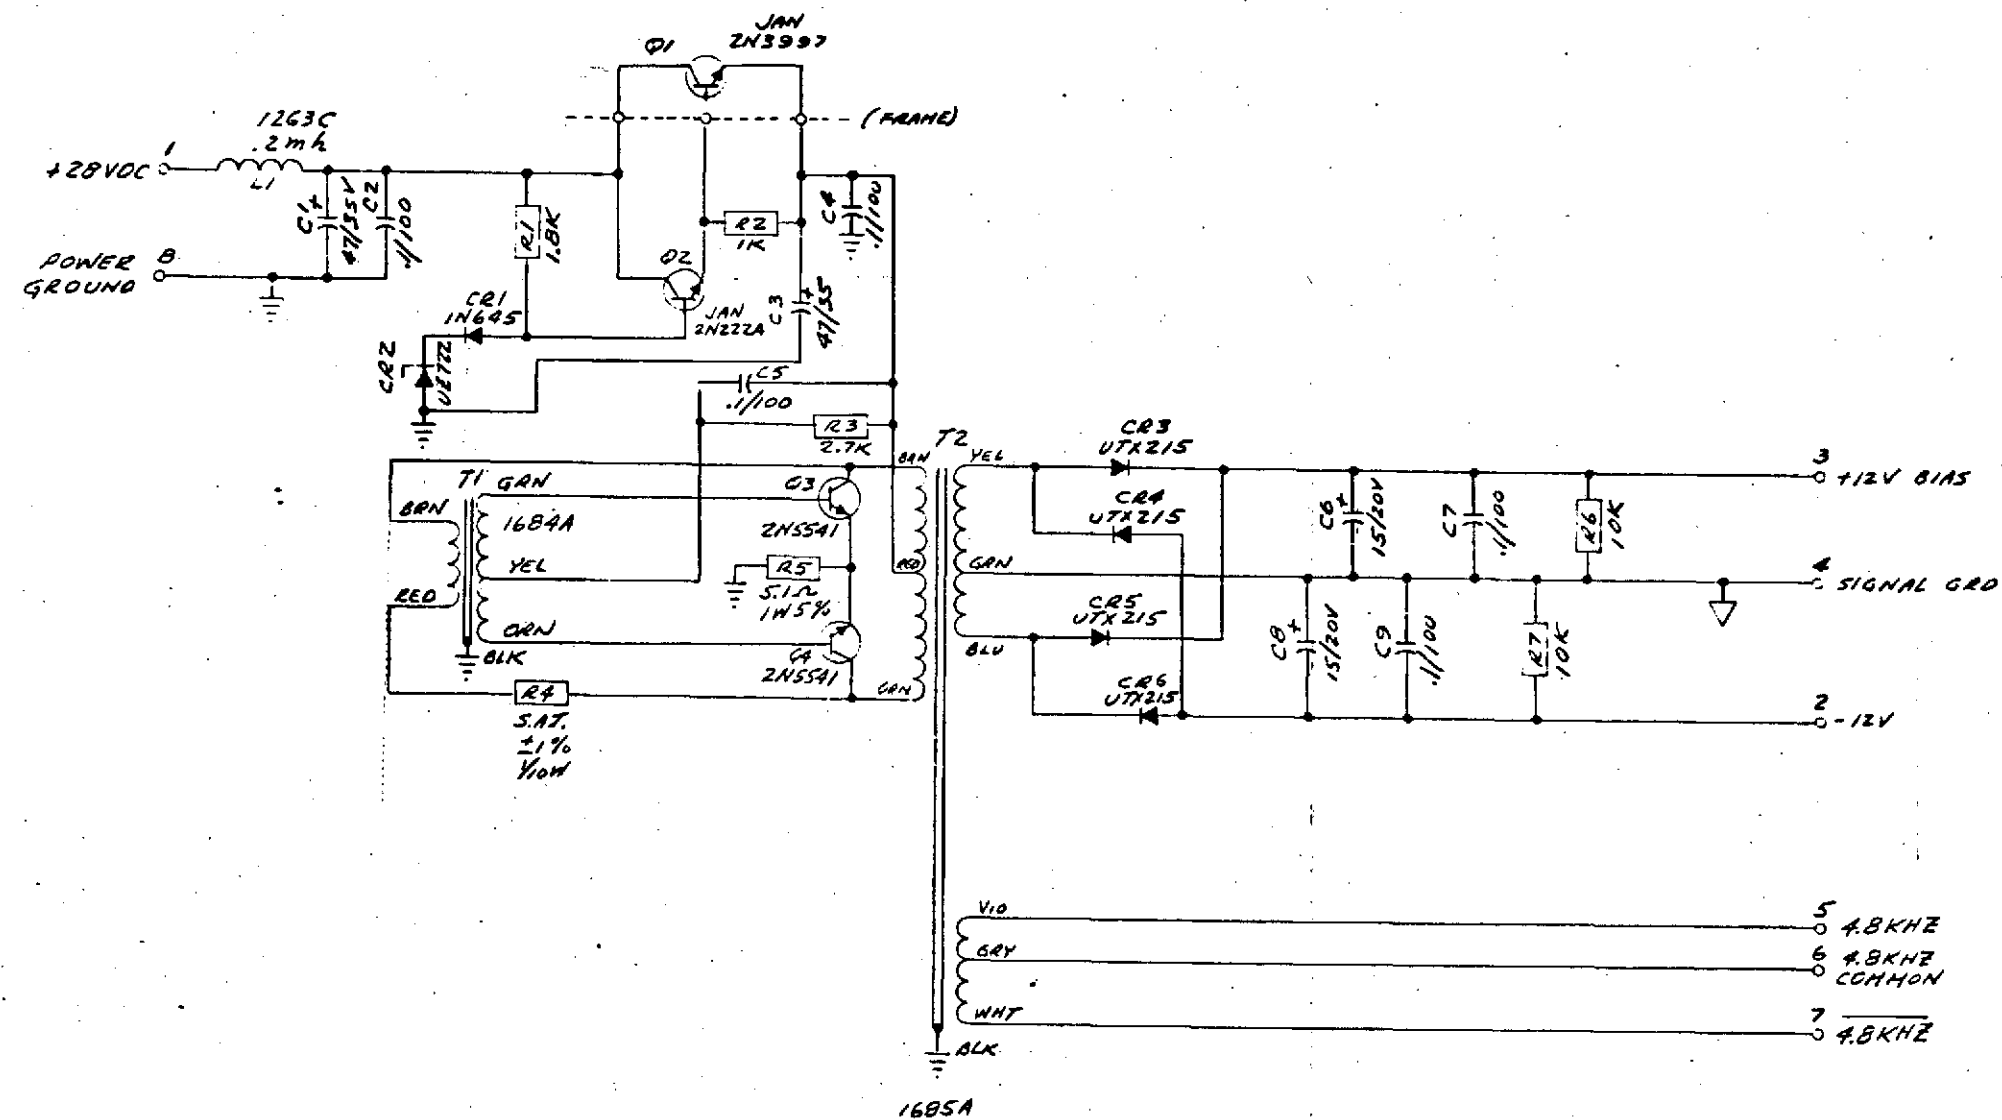 JAN
2N3997
Q1
(FRAME)
1263C
.2mh
L1
1
+28VDC
C1
+
47/35V
C2
.1/100
R1
1.8K
R2
1K
C4
.1/100
8
POWER
GROUND
Q2
JAN
2N222A
C3
+
47/35
CR1
1N645
CR2
UZ722
C5
.1/100
R3
2.7K
T2
BRN
RED
GRN
YEL
GRN
BLU
T1
GRN
1684A
BRN
YEL
RED
ORN
BLK
Q3
2N5541
R5
5.1Ω
1W 5%
Q4
2N5541
R4
S.A.T.
±1%
1/10W
CR3
UTX215
CR4
UTX215
CR5
UTX215
CR6
UTX215
C6
+
15/20V
C7
.1/100
R6
10K
C8
+
15/20V
C9
.1/100
R7
10K
3
+12V BIAS
4
SIGNAL GRD
2
-12V
VIO
5
4.8KHZ
GRY
6
4.8KHZ
COMMON
WHT
7
4.8KHZ
BLK
1685A